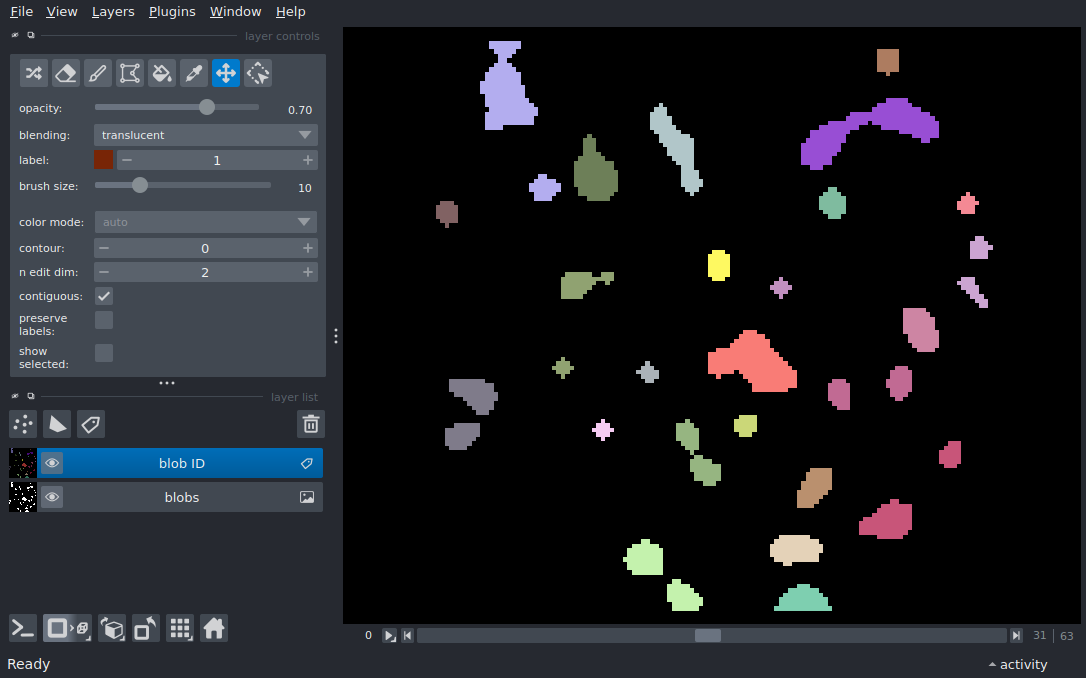 File View Layers Plugins Window Help
layer controls
opacity: 0.70
blending: translucent
label: 1
brush size: 10
color mode: auto
contour: 0
n edit dim: 2
contiguous:
preserve
labels:
show
selected:
layer list
blob ID
blobs
0 31 63
Ready activity